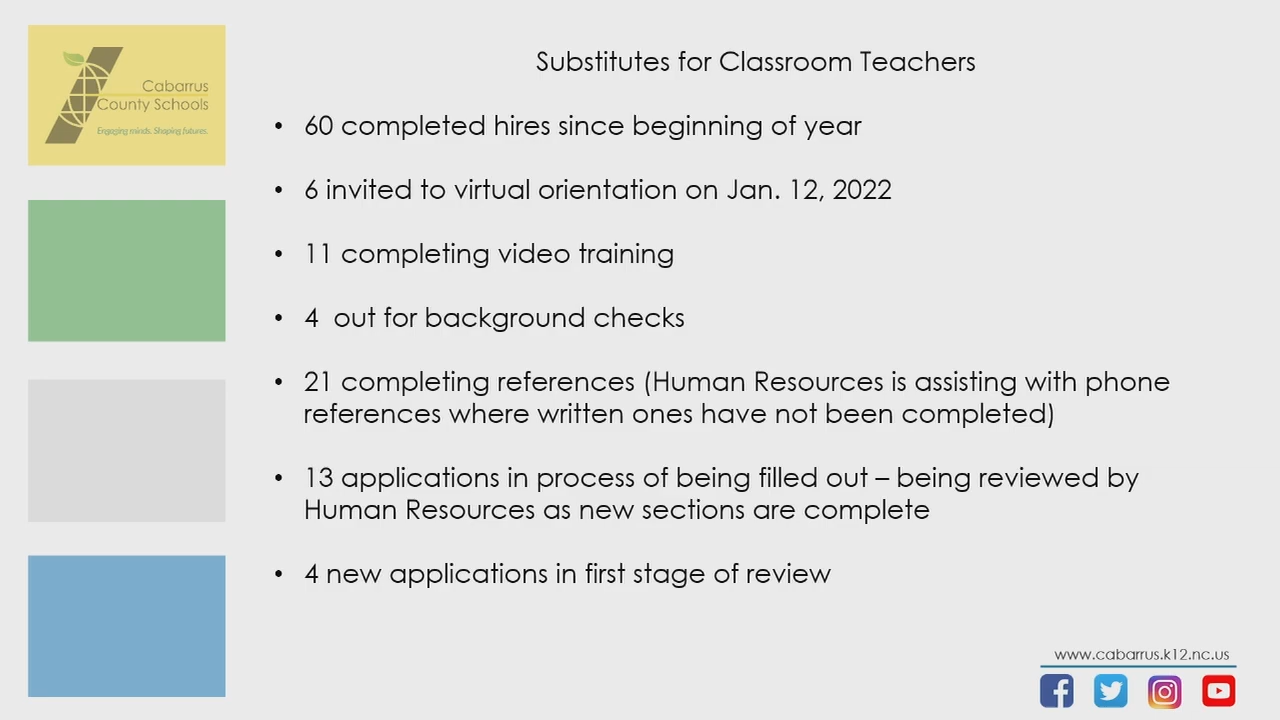 Cabarrus
County Schools
Engaging minds. Shaping futures.
Substitutes for Classroom Teachers
• 60 completed hires since beginning of year
• 6 invited to virtual orientation on Jan. 12, 2022
• 11 completing video training
• 4  out for background checks
• 21 completing references (Human Resources is assisting with phone
references where written ones have not been completed)
• 13 applications in process of being filled out – being reviewed by
Human Resources as new sections are complete
• 4 new applications in first stage of review
www.cabarrus.k12.nc.us